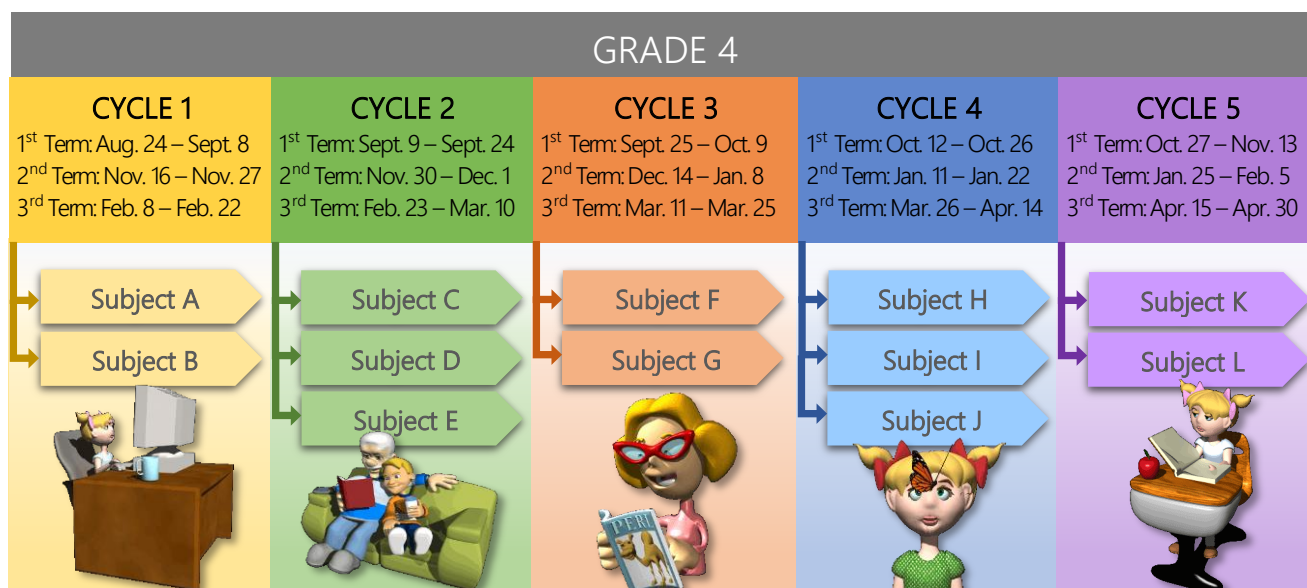 GRADE 4
CYCLE 1
1st Term: Aug. 24 – Sept. 8
2nd Term: Nov. 16 – Nov. 27
3rd Term: Feb. 8 – Feb. 22
Subject A
Subject B
CYCLE 2
1st Term: Sept. 9 – Sept. 24
2nd Term: Nov. 30 – Dec. 1
3rd Term: Feb. 23 – Mar. 10
Subject C
Subject D
Subject E
CYCLE 3
1st Term: Sept. 25 – Oct. 9
2nd Term: Dec. 14 – Jan. 8
3rd Term: Mar. 11 – Mar. 25
Subject F
Subject G
PERI
CYCLE 4
1st Term: Oct. 12 – Oct. 26
2nd Term: Jan. 11 – Jan. 22
3rd Term: Mar. 26 – Apr. 14
Subject H
Subject I
Subject J
CYCLE 5
1st Term: Oct. 27 – Nov. 13
2nd Term: Jan. 25 – Feb. 5
3rd Term: Apr. 15 – Apr. 30
Subject K
Subject L